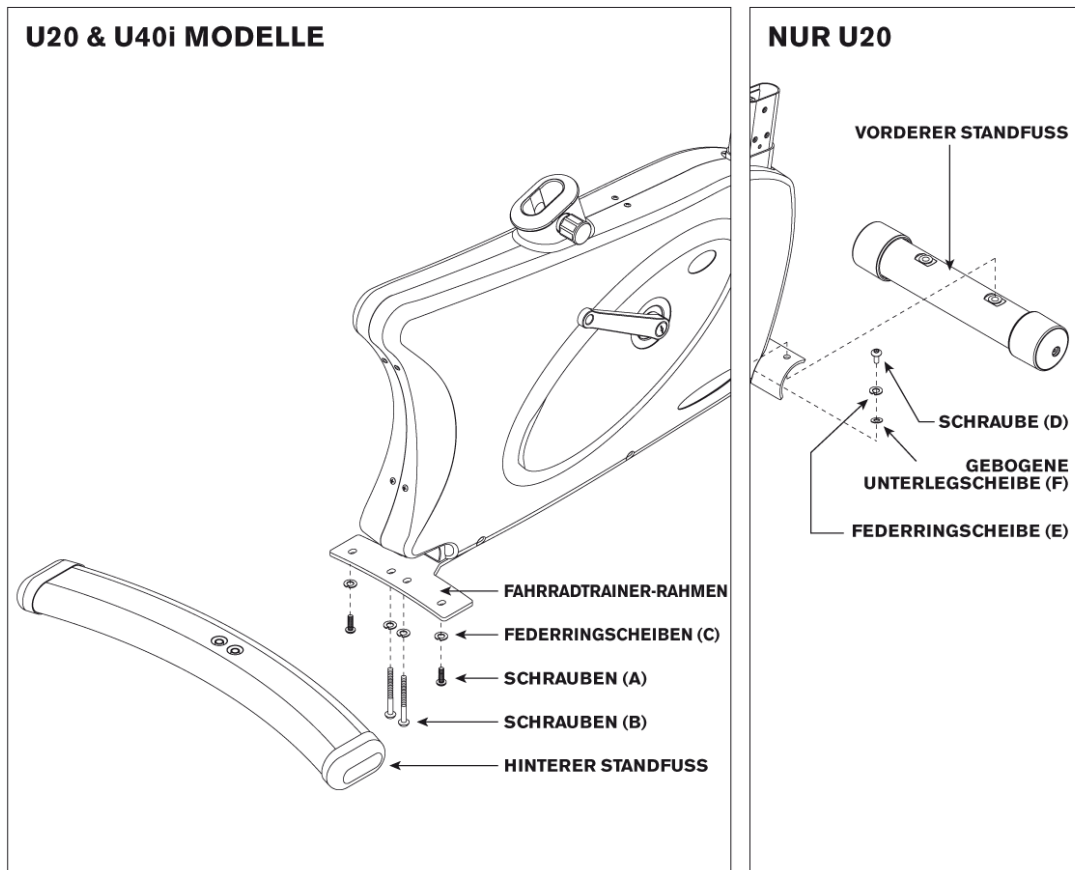 U20 & U40i MODELLE
FAHRRADTRAINER-RAHMEN
FEDERRINGSCHEIBEN (C)
SCHRAUBEN (A)
SCHRAUBEN (B)
HINTERER STANDFUSS
NUR U20
VORDERER STANDFUSS
SCHRAUBE (D)
GEBOGENE
UNTERLEGSCHEIBE (F)
FEDERRINGSCHEIBE (E)